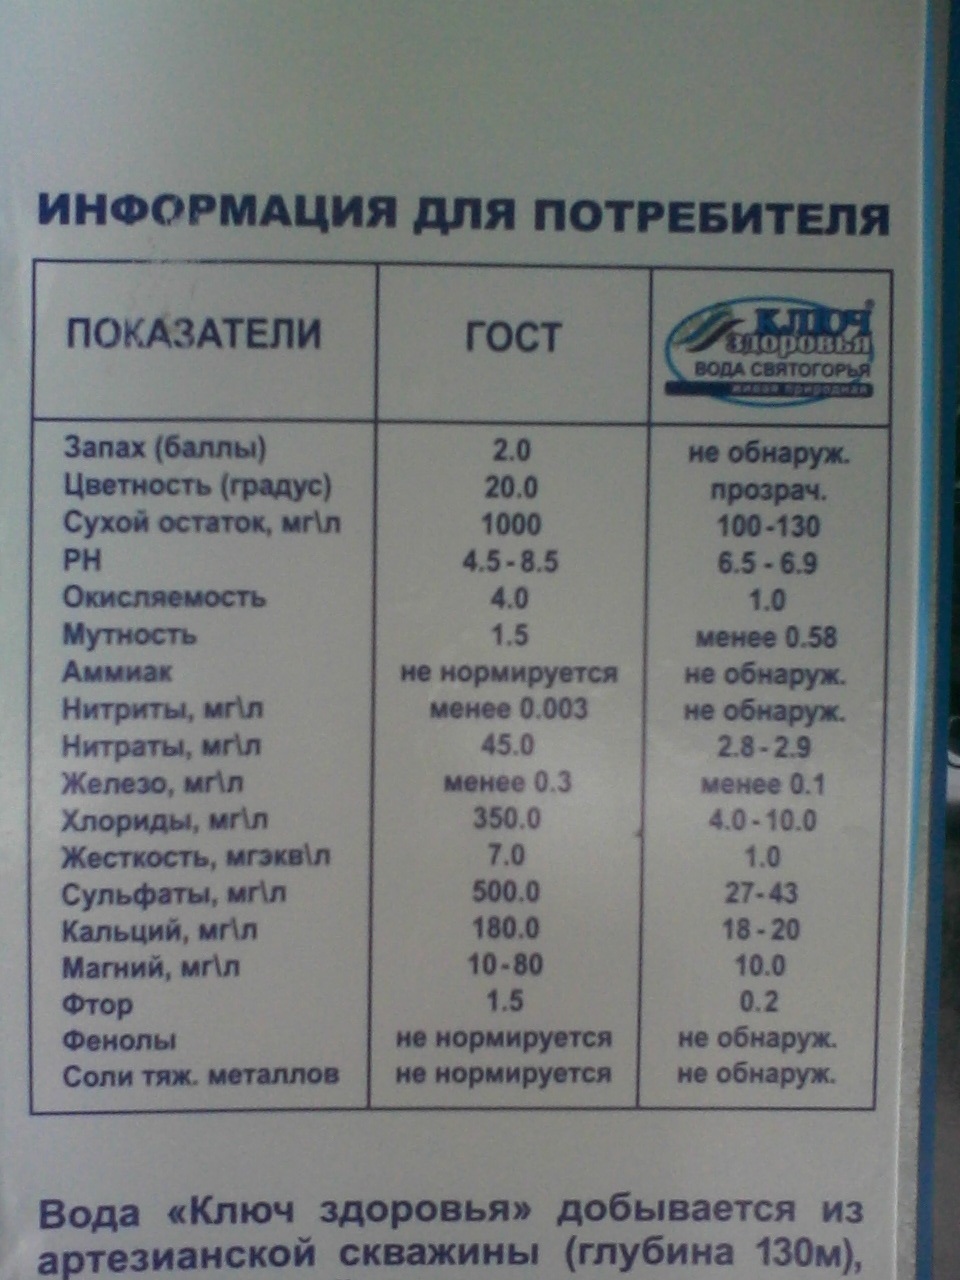 ИНФОРМАЦИЯ ДЛЯ ПОТРЕБИТЕЛЯ
ПОКАЗАТЕЛИ ГОСТ КЛЮЧ ЗДОРОВЬЯ ВОДА СВЯТОГОРЬЯ живая природная
Запах (баллы) 2.0 не обнаруж.
Цветность (градус) 20.0 прозрач.
Сухой остаток, мг\л 1000 100-130
РН 4.5-8.5 6.5 - 6.9
Окисляемость 4.0 1.0
Мутность 1.5 менее 0.58
Аммиак не нормируется не обнаруж.
Нитриты, мг\л менее 0.003 не обнаруж.
Нитраты, мг\л 45.0 2.8-2.9
Железо, мг\л менее 0.3 менее 0.1
Хлориды, мг\л 350.0 4.0-10.0
Жесткость, мгэкв\л 7.0 1.0
Сульфаты, мг\л 500.0 27-43
Кальций, мг\л 180.0 18-20
Магний, мг\л 10-80 10.0
Фтор 1.5 0.2
Фенолы не нормируется не обнаруж.
Соли тяж. металлов не нормируется не обнаруж.
Вода «Ключ здоровья» добывается из
артезианской скважины (глубина 130м),